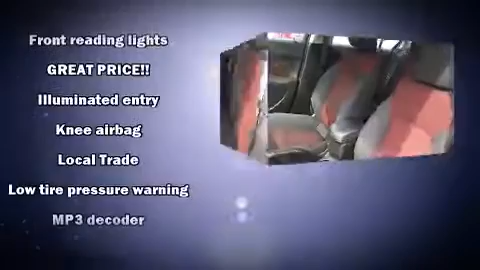 Front reading lights
GREAT PRICE!!
Illuminated entry
Knee airbag
Local Trade
Low tire pressure warning
MP3 decoder